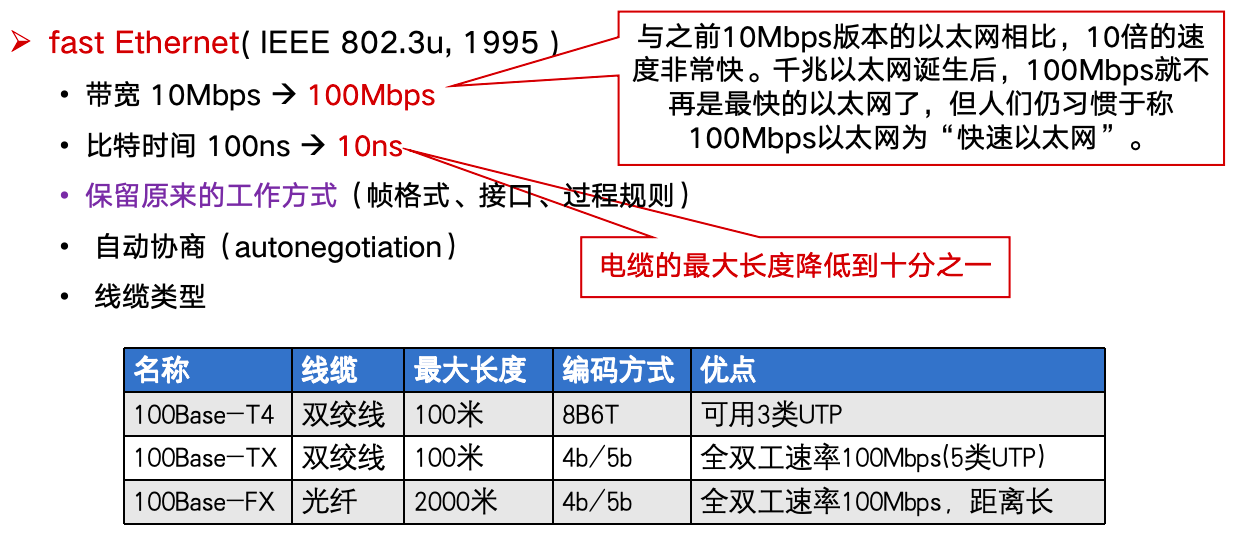 ➢ fast Ethernet( IEEE 802.3u, 1995 )
• 带宽 10Mbps → 100Mbps
• 比特时间 100ns → 10ns
• 保留原来的工作方式（帧格式、接口、过程规则）
• 自动协商（autonegotiation）
• 线缆类型
与之前10Mbps版本的以太网相比，10倍的速
度非常快。千兆以太网诞生后，100Mbps就不
再是最快的以太网了，但人们仍习惯于称
100Mbps以太网为“快速以太网”。
电缆的最大长度降低到十分之一
名称 线缆 最大长度 编码方式 优点
100Base-T4 双绞线 100米 8B6T 可用3类UTP
100Base-TX 双绞线 100米 4b/5b 全双工速率100Mbps(5类UTP)
100Base-FX 光纤 2000米 4b/5b 全双工速率100Mbps，距离长